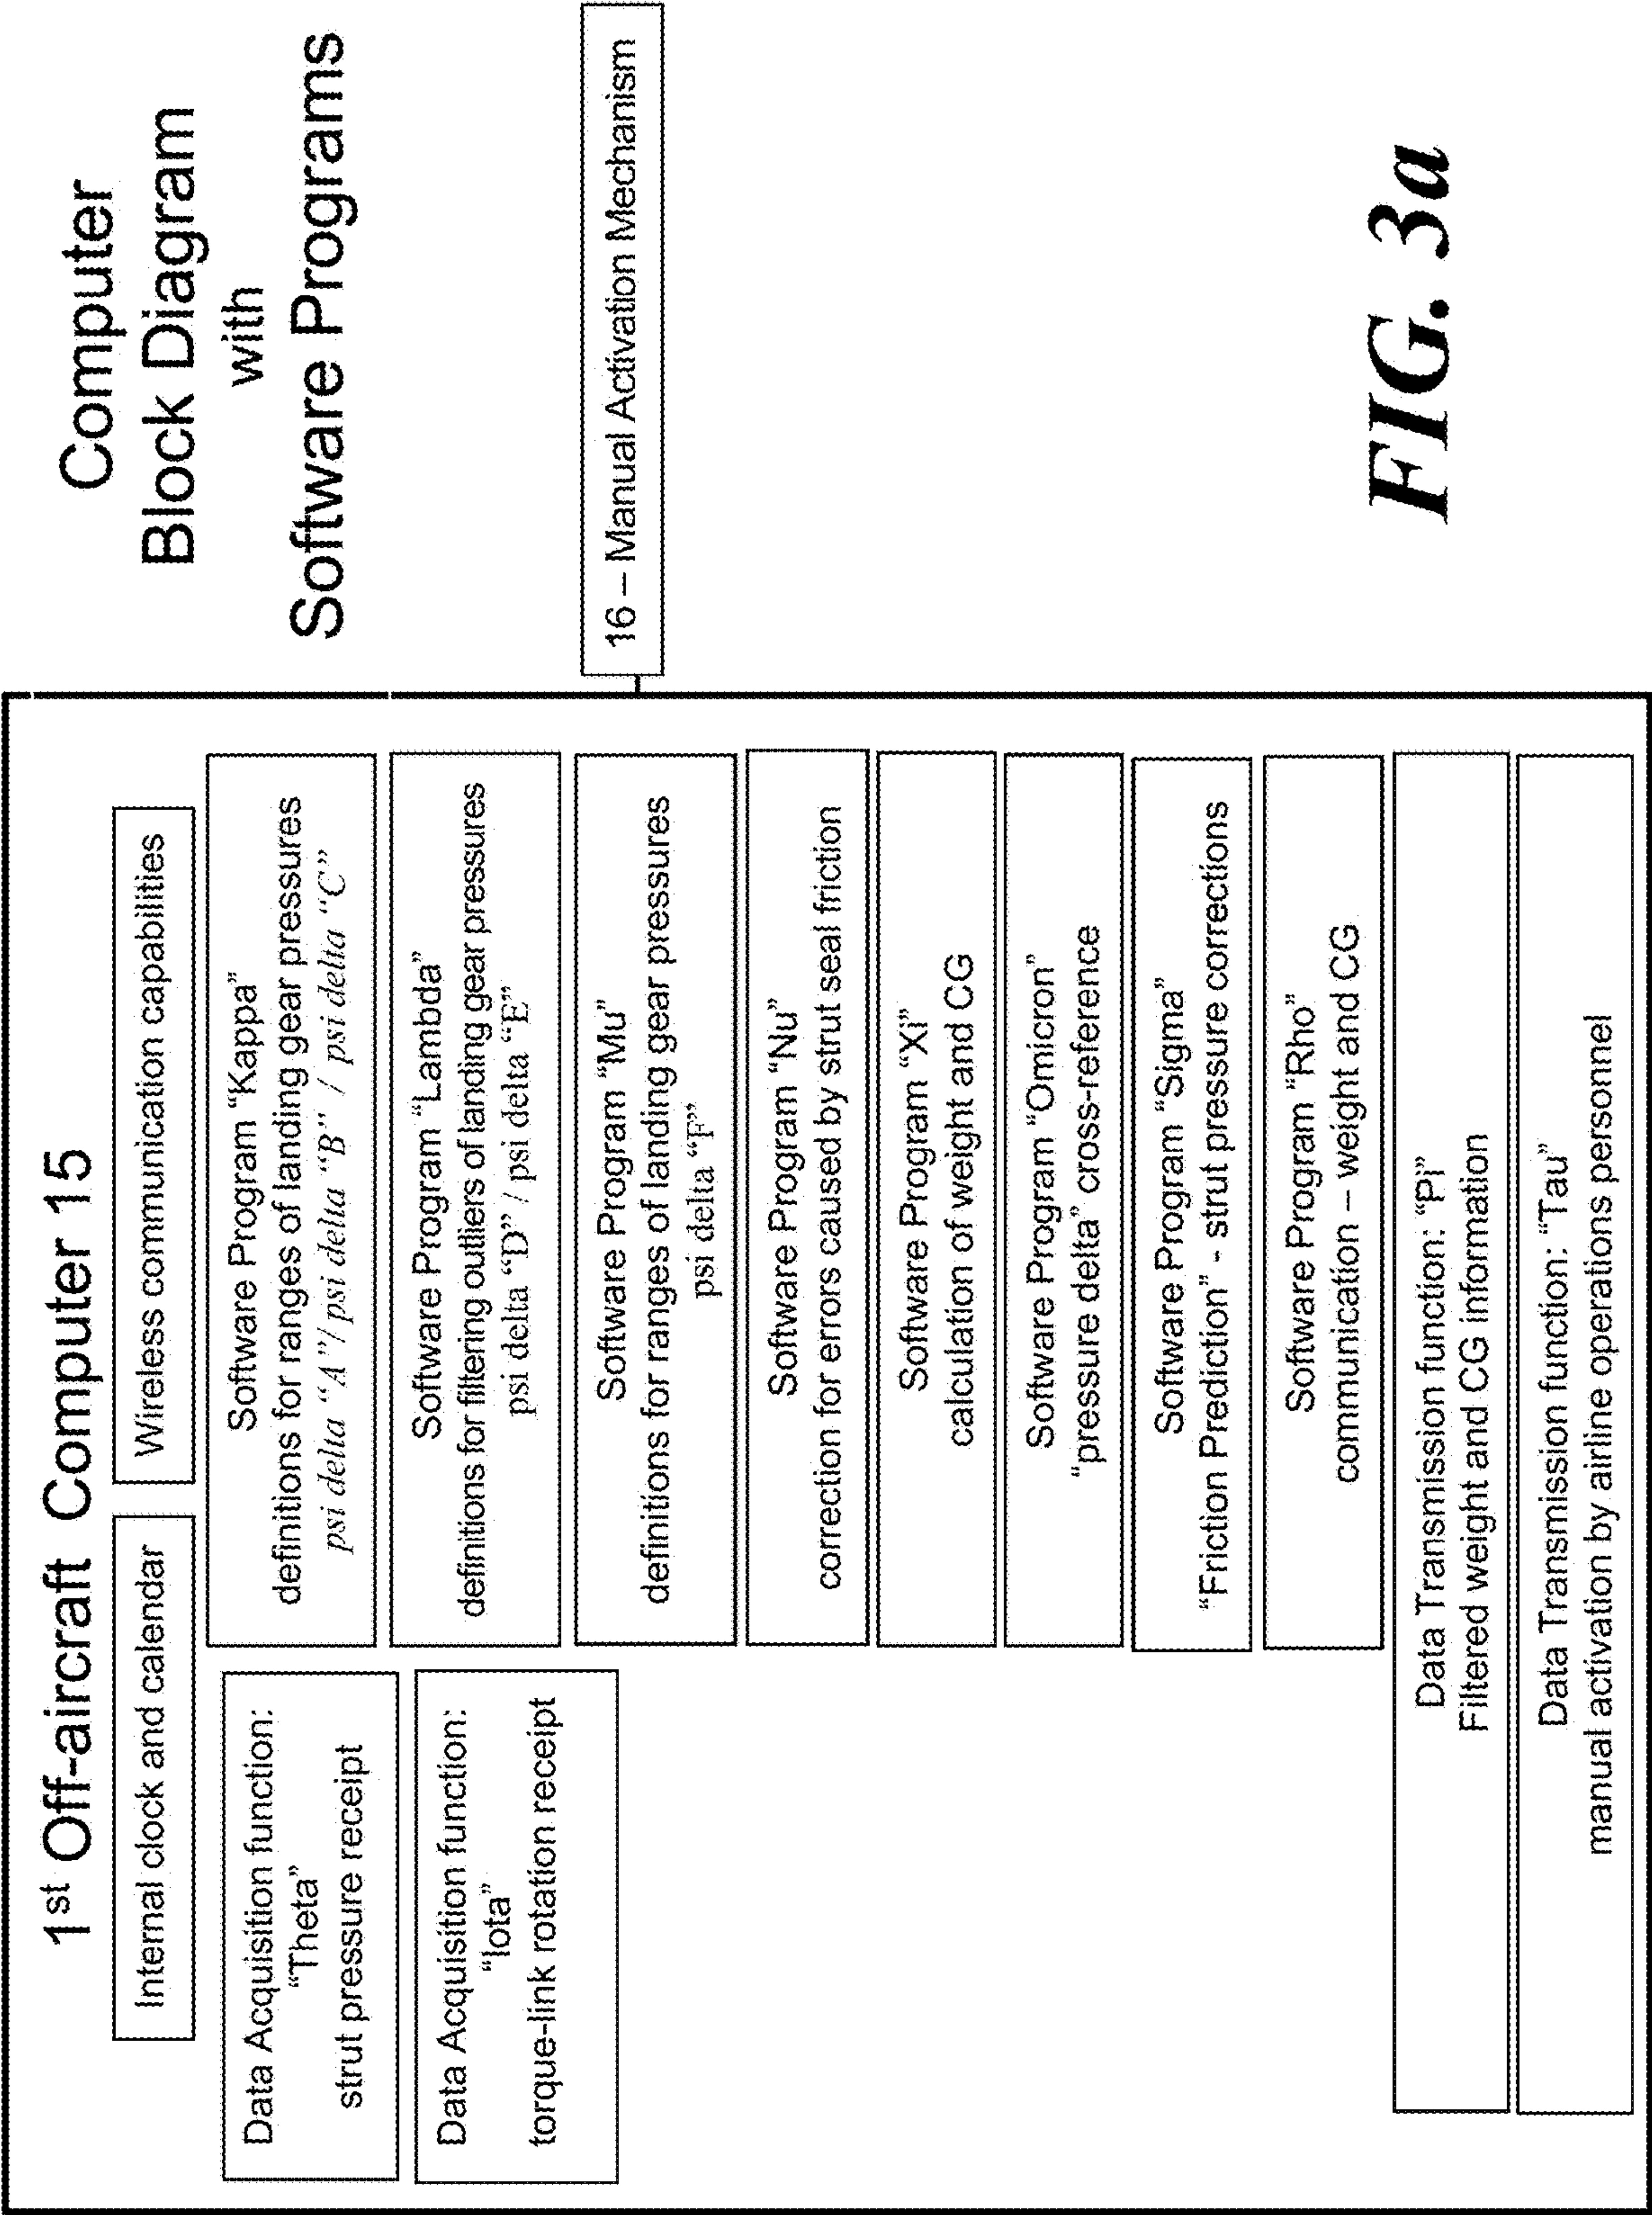 1st Off-aircraft Computer 15
Internal clock and calendar
Wireless communication capabilities
Data Acquisition function:
“Theta”
strut pressure receipt
Data Acquisition function:
“Iota”
torque-link rotation receipt
Software Program “Kappa”
definitions for ranges of landing gear pressures
psi delta “A”/ psi delta “B” / psi delta “C”
Software Program “Lambda”
definitions for filtering outliers of landing gear pressures
psi delta “D” / psi delta “E”
Software Program “Mu”
definitions for ranges of landing gear pressures
psi delta “F”
Software Program “Nu”
correction for errors caused by strut seal friction
Software Program “Xi”
calculation of weight and CG
Software Program “Omicron”
“pressure delta” cross-reference
Software Program “Sigma”
“Friction Prediction” - strut pressure corrections
Software Program “Rho”
communication – weight and CG
Data Transmission function: “Pi”
Filtered weight and CG information
Data Transmission function: “Tau”
manual activation by airline operations personnel
Computer
Block Diagram
with
Software Programs
16 – Manual Activation Mechanism
FIG. 3a